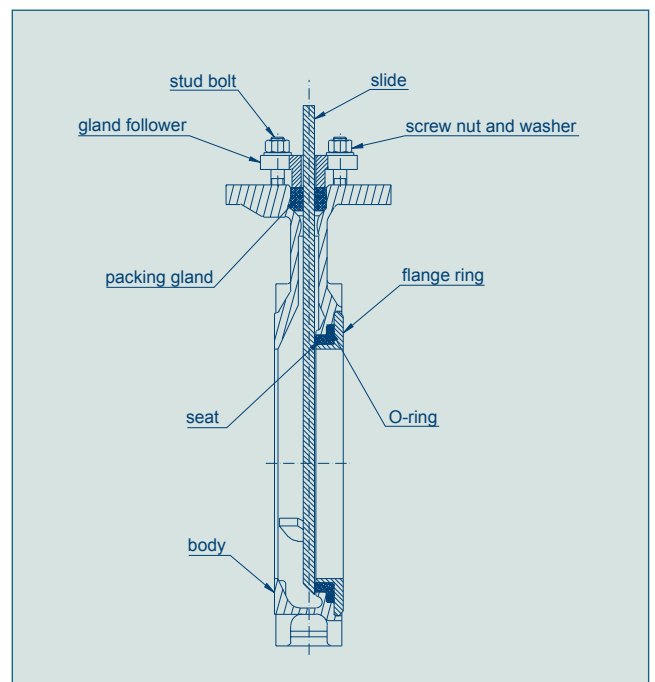 stud bolt
slide
gland follower
screw nut and washer
packing gland
flange ring
seat
O-ring
body